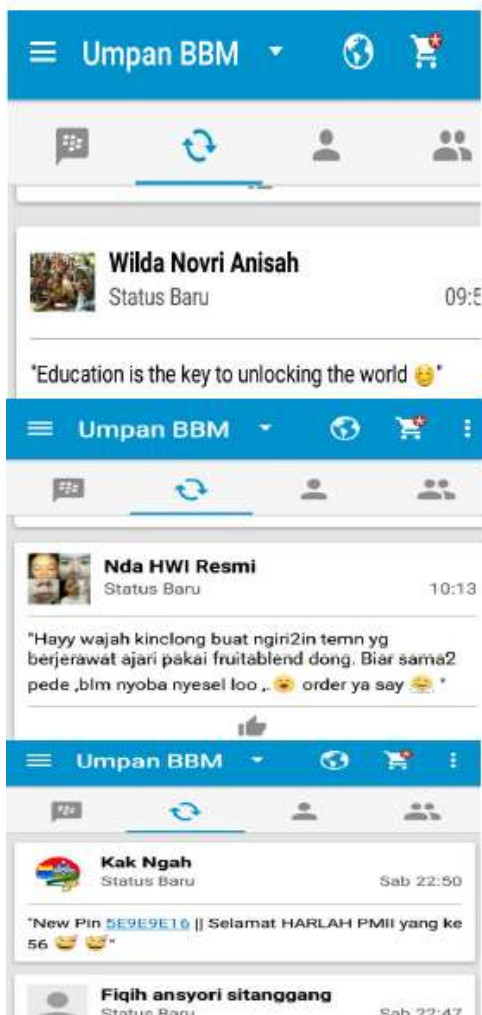 Umpan BBM
Wilda Novri Anisah
Status Baru
09:5
"Education is the key to unlocking the world 😊"
Umpan BBM
Nda HWI Resmi
Status Baru
10:13
"Hayy wajah kinclong buat ngiri2in temn yg
berjerawat ajari pakai fruitablend dong. Biar sama2
pede ,blm nyoba nyesel loo ,. 😮 order ya say 🤗 "
Umpan BBM
Kak Ngah
Status Baru
Sab 22:50
"New Pin 5E9E9E16 || Selamat HARLAH PMII yang ke
56 😅 😅"
Fiqih ansyori sitanggang
Status Baru
Sab 22:47